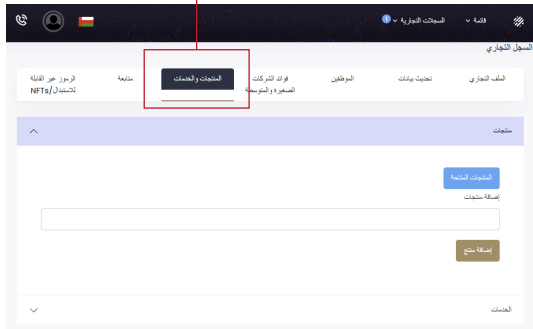 قائمة
السجلات التجارية
السجل التجاري
الملف التجاري
تحديث بيانات
الموظفين
فوائد الشركات
الصغيرة والمتوسطة
المنتجات والخدمات
متابعة
الرموز غير القابلة
للاستبدال/NFTs
منتجات
المنتجات المتاحة
إضافة منتجات
إضافة منتج
الخدمات